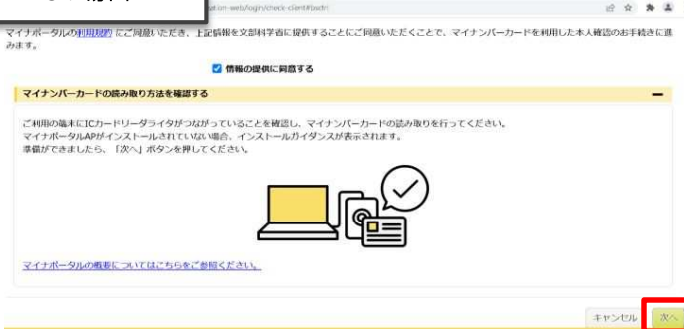 ption-web/login/check-client#bodri
マイナポータルの利用規約 にご同意いただき、上記情報を文部科学省に提供することにご同意いただくことで、マイナンバーカードを利用した本人確認のお手続きに進
みます。
情報の提供に同意する
マイナンバーカードの読み取り方法を確認する
ご利用の端末にICカードリーダライタがつながっていることを確認し、マイナンバーカードの読み取りを行ってください。
マイナポータルAPがインストールされていない場合、インストールガイダンスが表示されます。
準備ができましたら、「次へ」ボタンを押してください。
マイナポータルの概要についてはこちらをご参照ください。
キャンセル 次へ